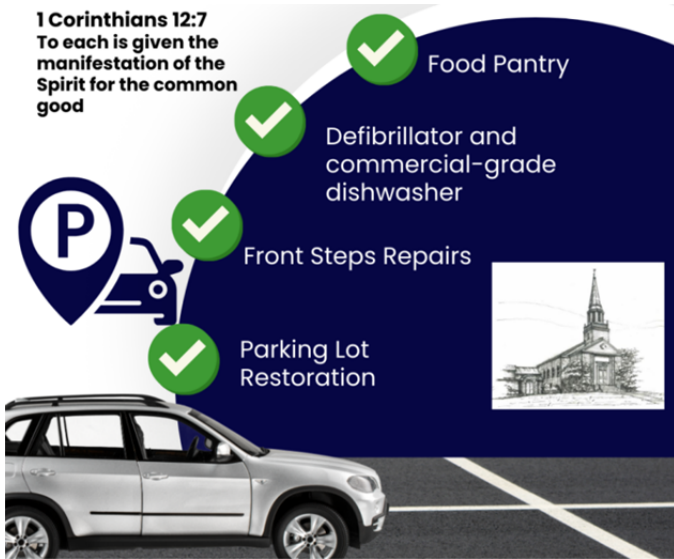 1 Corinthians 12:7
To each is given the
manifestation of the
Spirit for the common
good
Food Pantry
Defibrillator and
commercial-grade
dishwasher
P
Front Steps Repairs
Parking Lot
Restoration